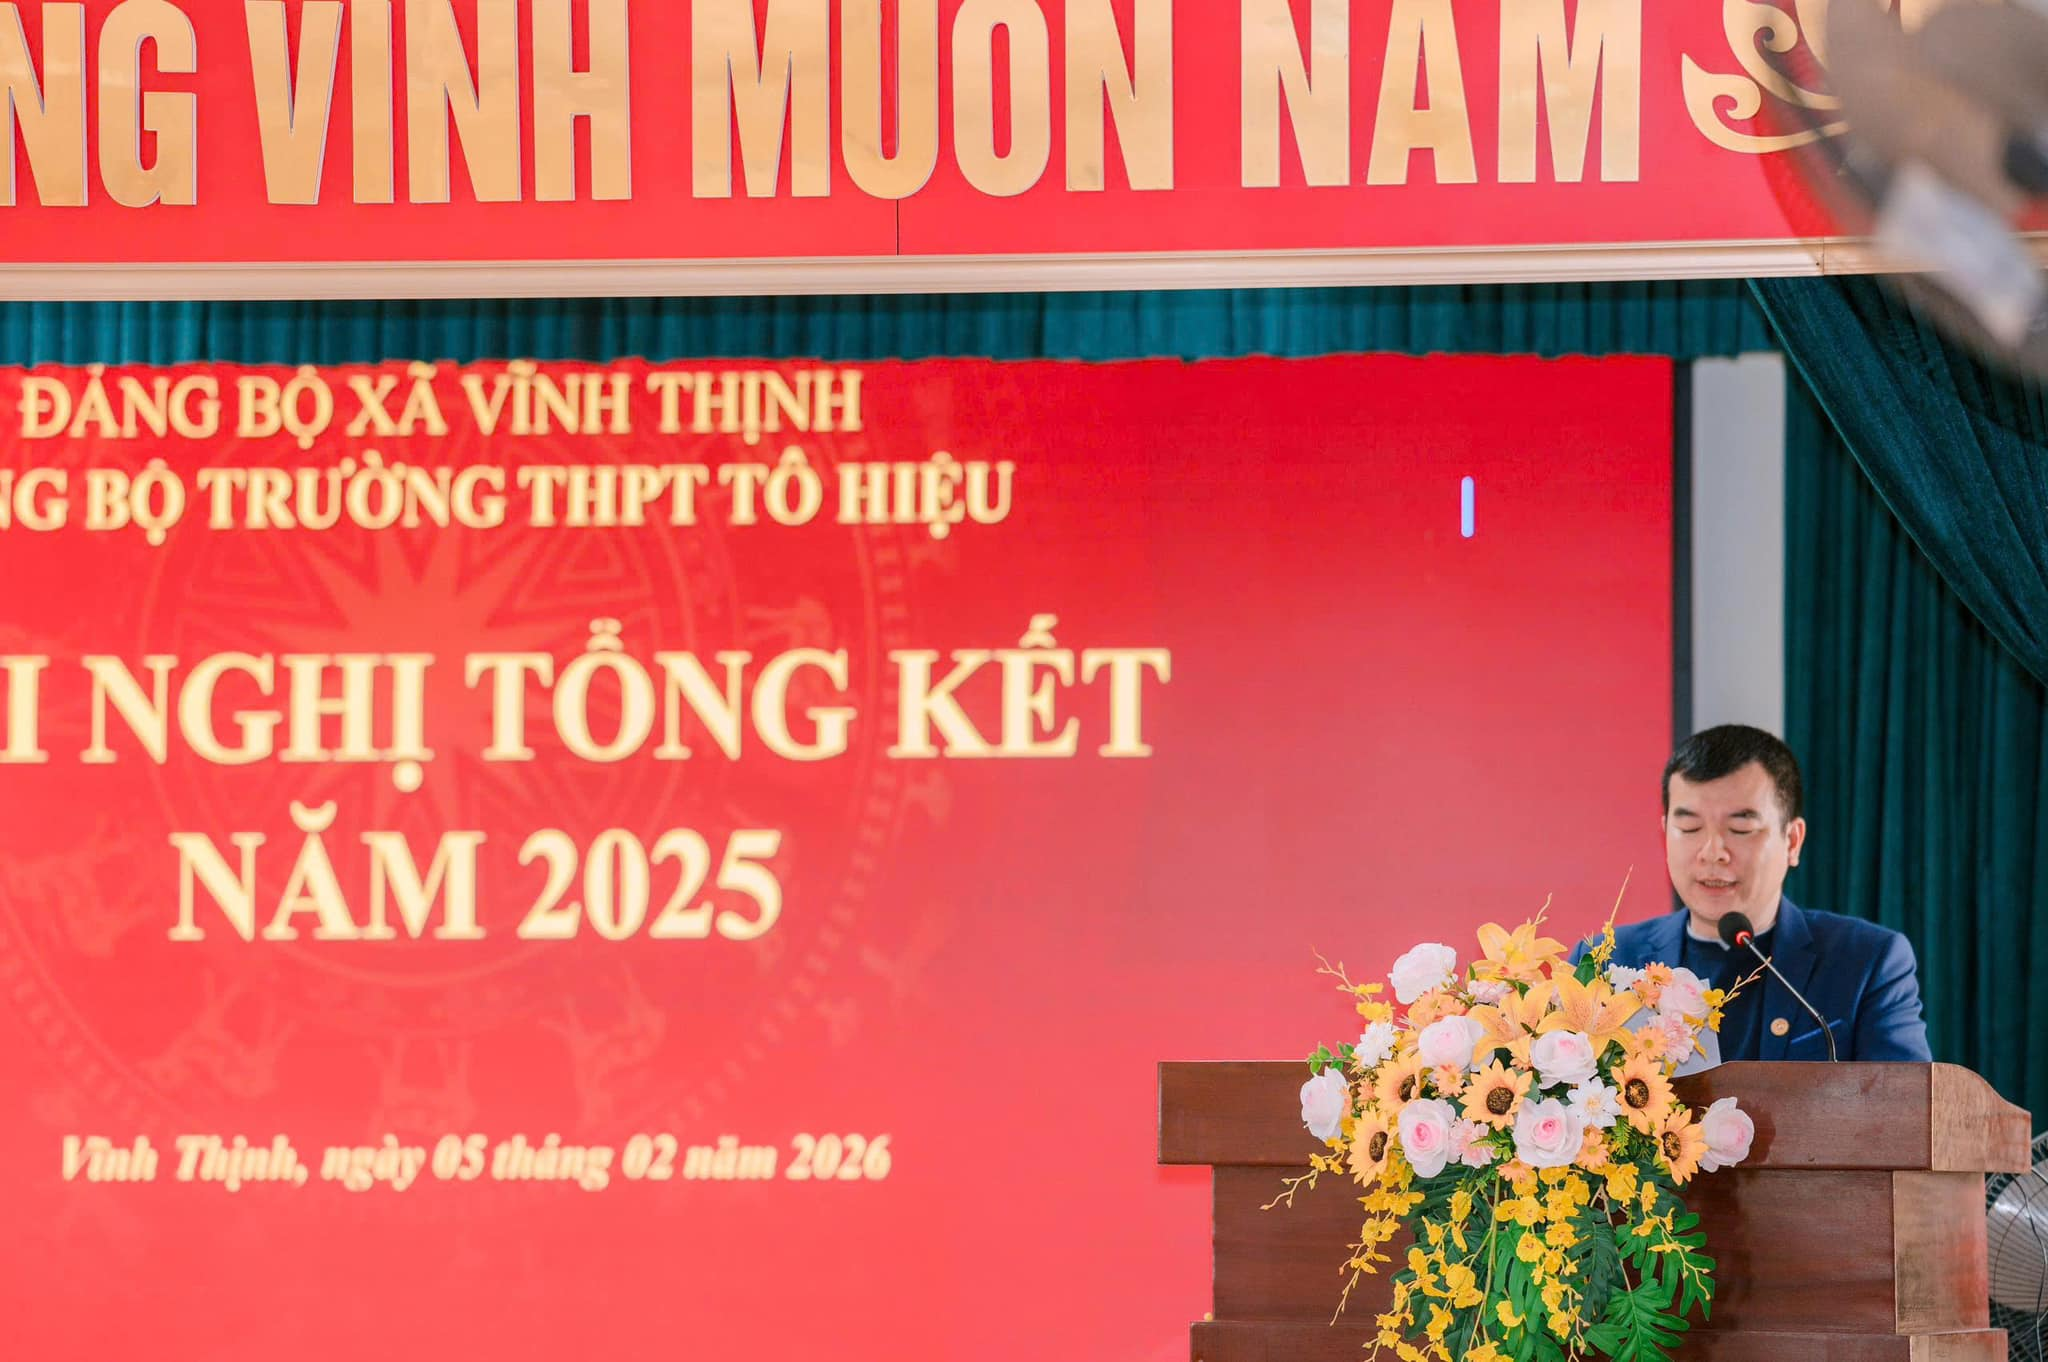 NG VINH MUÔN NĂM
ĐẢNG BỘ XÃ VĨNH THỊNH
NG BỘ TRƯỜNG THPT TÔ HIỆU
I NGHỊ TỔNG KẾT
NĂM 2025
Vĩnh Thịnh, ngày 05 tháng 02 năm 2026